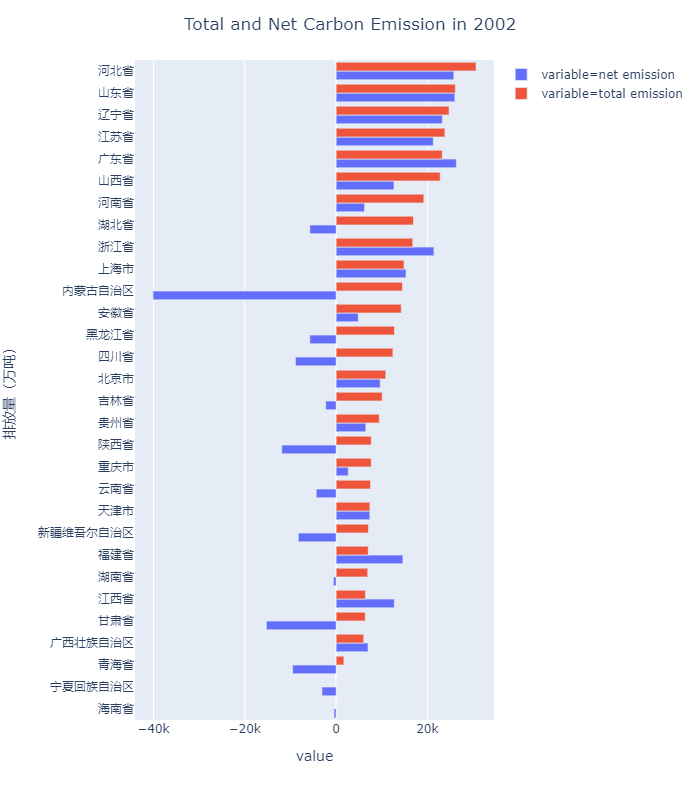 Total and Net Carbon Emission in 2002
variable=net emission
variable=total emission
排放量（万吨）
河北省
山东省
辽宁省
江苏省
广东省
山西省
河南省
湖北省
浙江省
上海市
内蒙古自治区
安徽省
黑龙江省
四川省
北京市
吉林省
贵州省
陕西省
重庆市
云南省
天津市
新疆维吾尔自治区
福建省
湖南省
江西省
甘肃省
广西壮族自治区
青海省
宁夏回族自治区
海南省
−40k −20k 0 20k
value